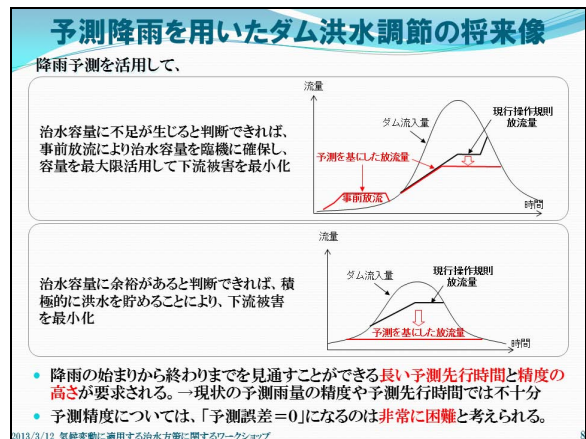 予測降雨を用いたダム洪水調節の将来像
降雨予測を活用して、
治水容量に不足が生じると判断できれば、
事前放流により治水容量を臨機に確保し、
容量を最大限活用して下流被害を最小化
流量
ダム流入量
現行操作規則
放流量
予測を基にした放流量
事前放流
時間
治水容量に余裕があると判断できれば、積
極的に洪水を貯めることにより、下流被害
を最小化
流量
ダム流入量
現行操作規則
放流量
予測を基にした放流量
時間
• 降雨の始まりから終わりまでを見通すことができる長い予測先行時間と精度の
高さが要求される。→現状の予測雨量の精度や予測先行時間では不十分
• 予測精度については、「予測誤差=0」になるのは非常に困難と考えられる。
2013/3/12 気候変動に適用する治水方策に関するワークショップ
8